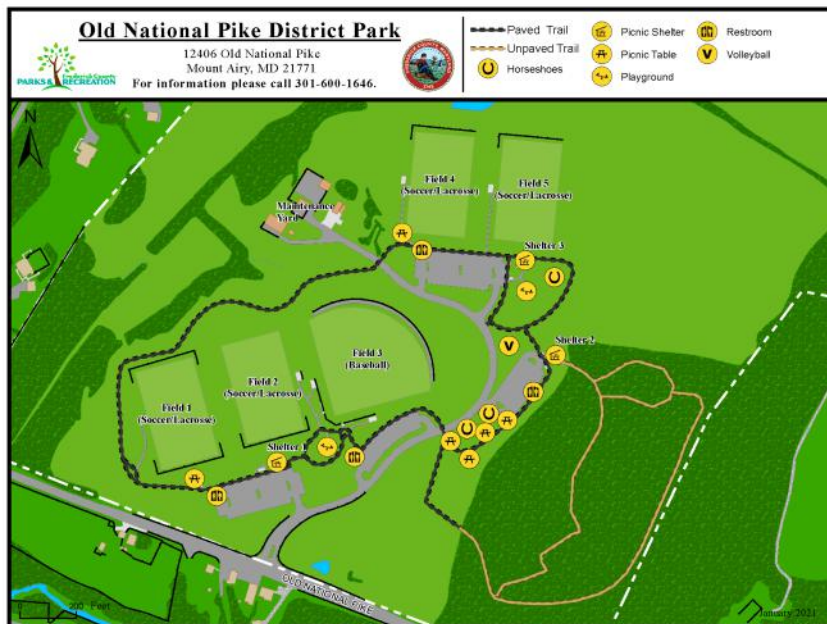 Old National Pike District Park
12406 Old National Pike
Mount Airy, MD 21771
For information please call 301-600-1646.
Frederick County
PARKS & RECREATION
Paved Trail
Unpaved Trail
Horseshoes
Picnic Shelter
Picnic Table
Playground
Restroom
V
Volleyball
N
Maintenance
Yard
Field 4
(Soccer/Lacrosse)
Field 5
(Soccer/Lacrosse)
Shelter 3
Shelter 2
V
Field 3
(Baseball)
Field 2
(Soccer/Lacrosse)
Field 1
(Soccer/Lacrosse)
Shelter 1
OLD NATIONAL PIKE
0
200
Feet
January 2021